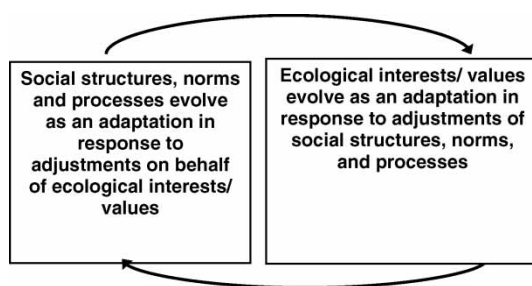 Social structures, norms
and processes evolve
as an adaptation in
response to
adjustments on behalf
of ecological interests/
values
Ecological interests/ values
evolve as an adaptation in
response to adjustments of
social structures, norms,
and processes